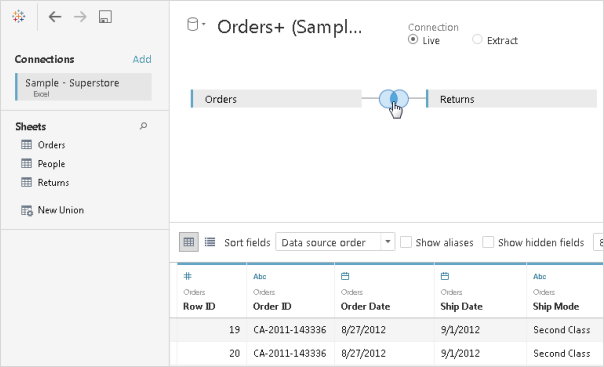 Orders+ (Sampl...
Connection
Live Extract
Connections Add
Sample - Superstore
Excel
Orders Returns
Sheets
Orders
People
Returns
New Union
Sort fields Data source order Show aliases Show hidden fields 8
# Abc Abc
Orders Orders Orders Orders Orders
Row ID Order ID Order Date Ship Date Ship Mode
19 CA-2011-143336 8/27/2012 9/1/2012 Second Class
20 CA-2011-143336 8/27/2012 9/1/2012 Second Class